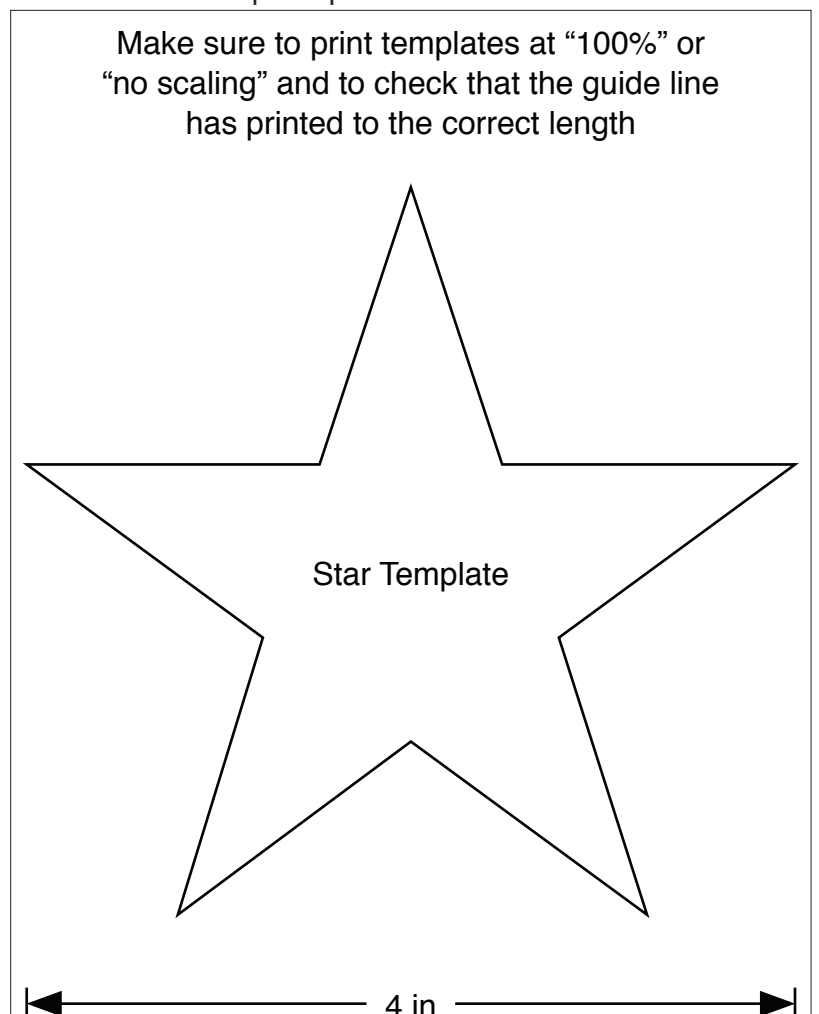 Make sure to print templates at “100%” or
“no scaling” and to check that the guide line
has printed to the correct length
Star Template
4 in